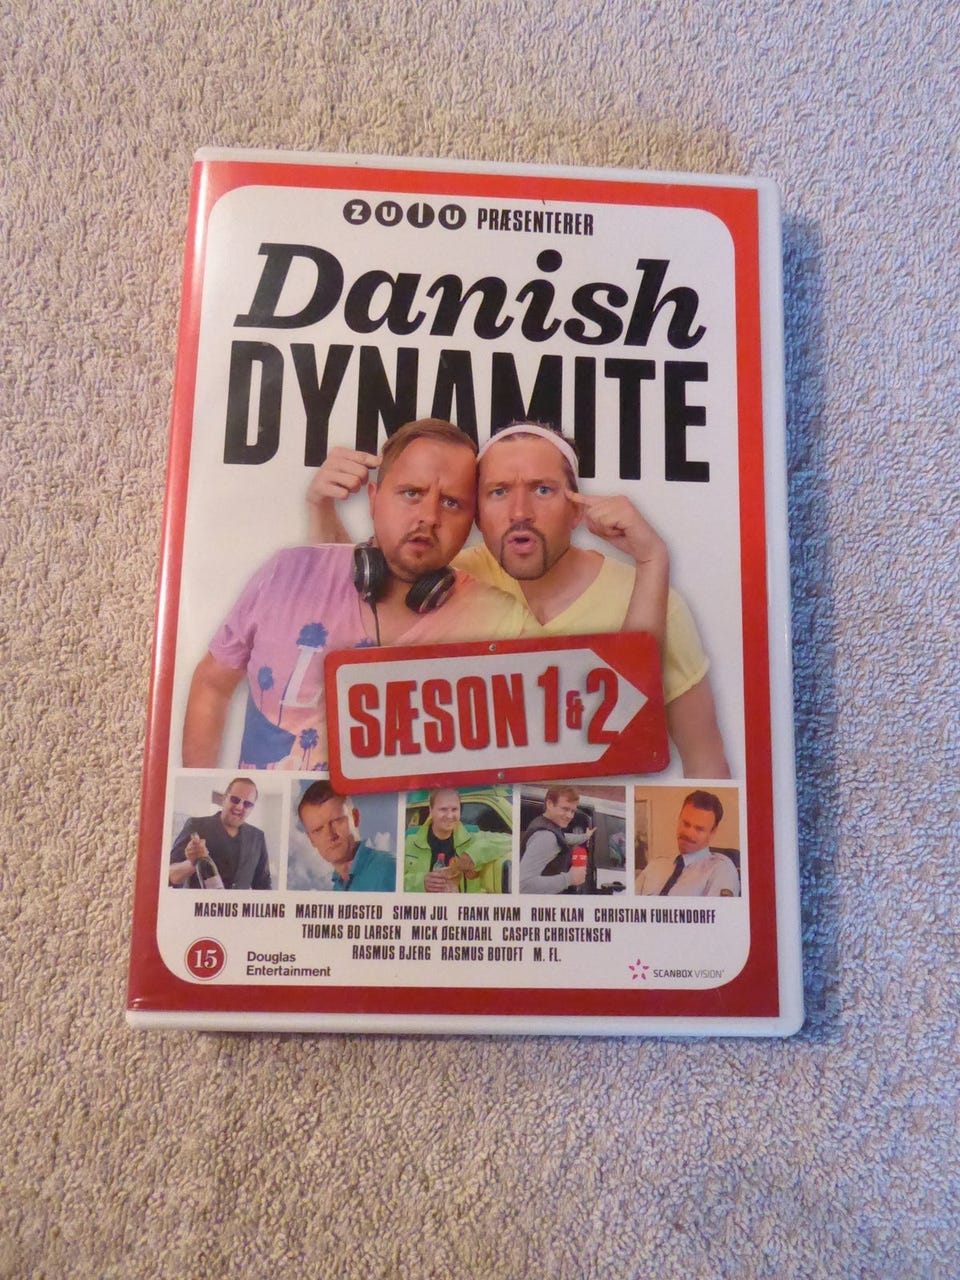 ZULU PRÆSENTERER
Danish
DYNAMITE
SÆSON 1 & 2
MAGNUS MILLANG MARTIN HØGSTED SIMON JUL FRANK HVAM RUNE KLAN CHRISTIAN FUHLENDORFF
THOMAS BO LARSEN MICK ØGENDAHL CASPER CHRISTENSEN
RASMUS BJERG RASMUS BOTOFT M. FL.
15
Douglas
Entertainment
SCANBOX VISION